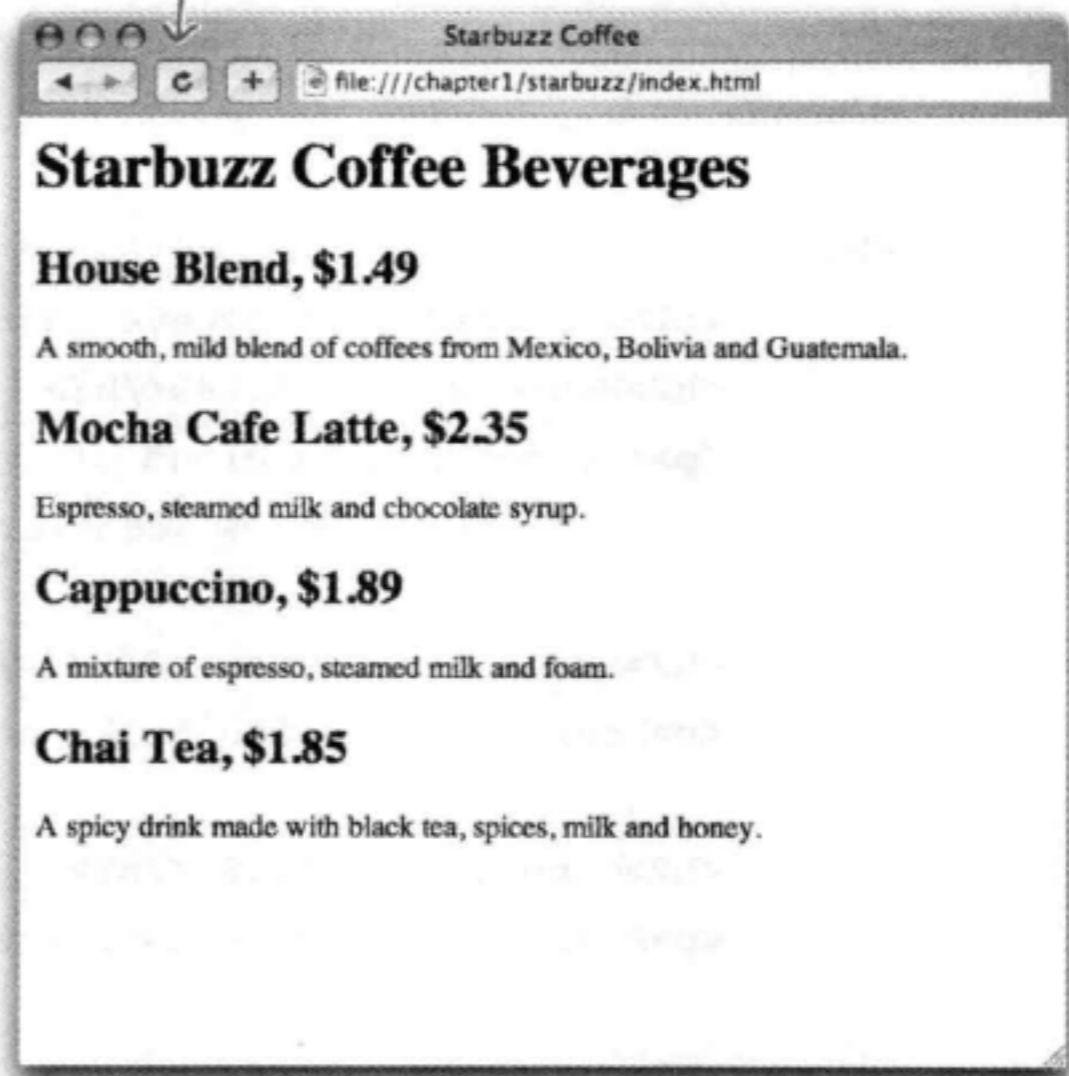 Starbuzz Coffee
file:///chapter1/starbuzz/index.html
Starbuzz Coffee Beverages
House Blend, $1.49
A smooth, mild blend of coffees from Mexico, Bolivia and Guatemala.
Mocha Cafe Latte, $2.35
Espresso, steamed milk and chocolate syrup.
Cappuccino, $1.89
A mixture of espresso, steamed milk and foam.
Chai Tea, $1.85
A spicy drink made with black tea, spices, milk and honey.